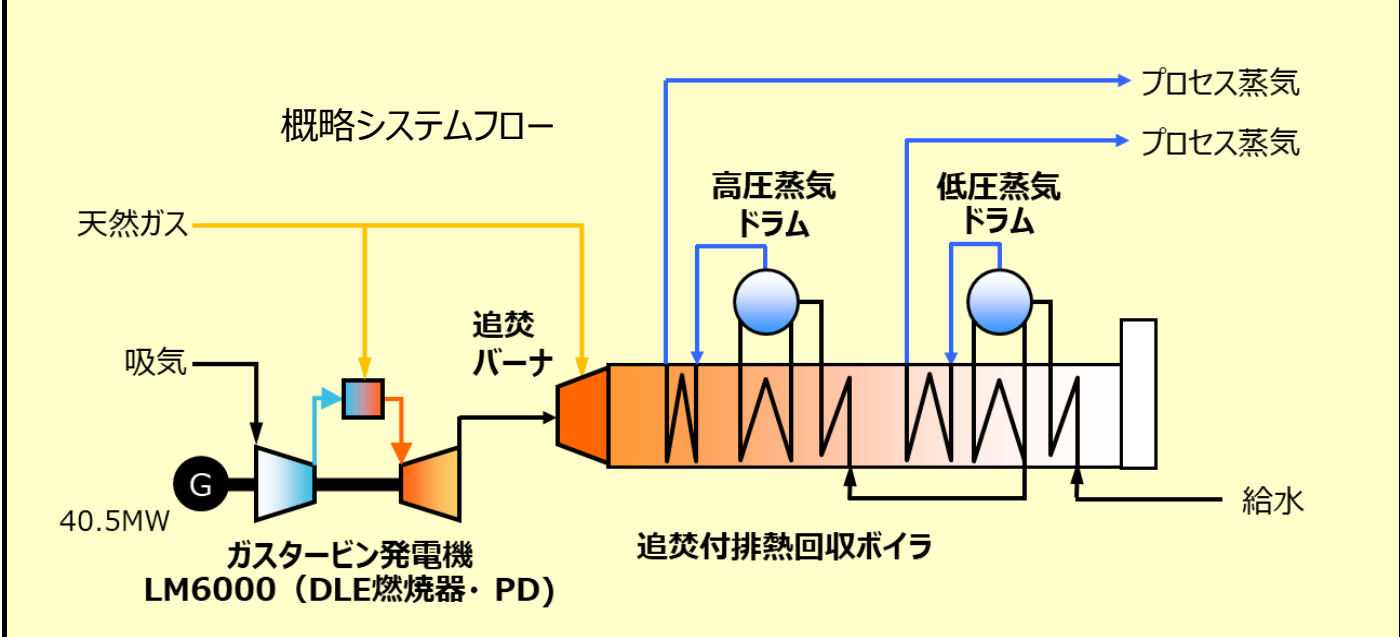 プロセス蒸気
概略システムフロー
プロセス蒸気
高圧蒸気
ドラム
低圧蒸気
ドラム
天然ガス
追焚
バーナ
吸気
G
40.5MW
給水
ガスタービン発電機
LM6000（DLE燃焼器・PD)
追焚付排熱回収ボイラ